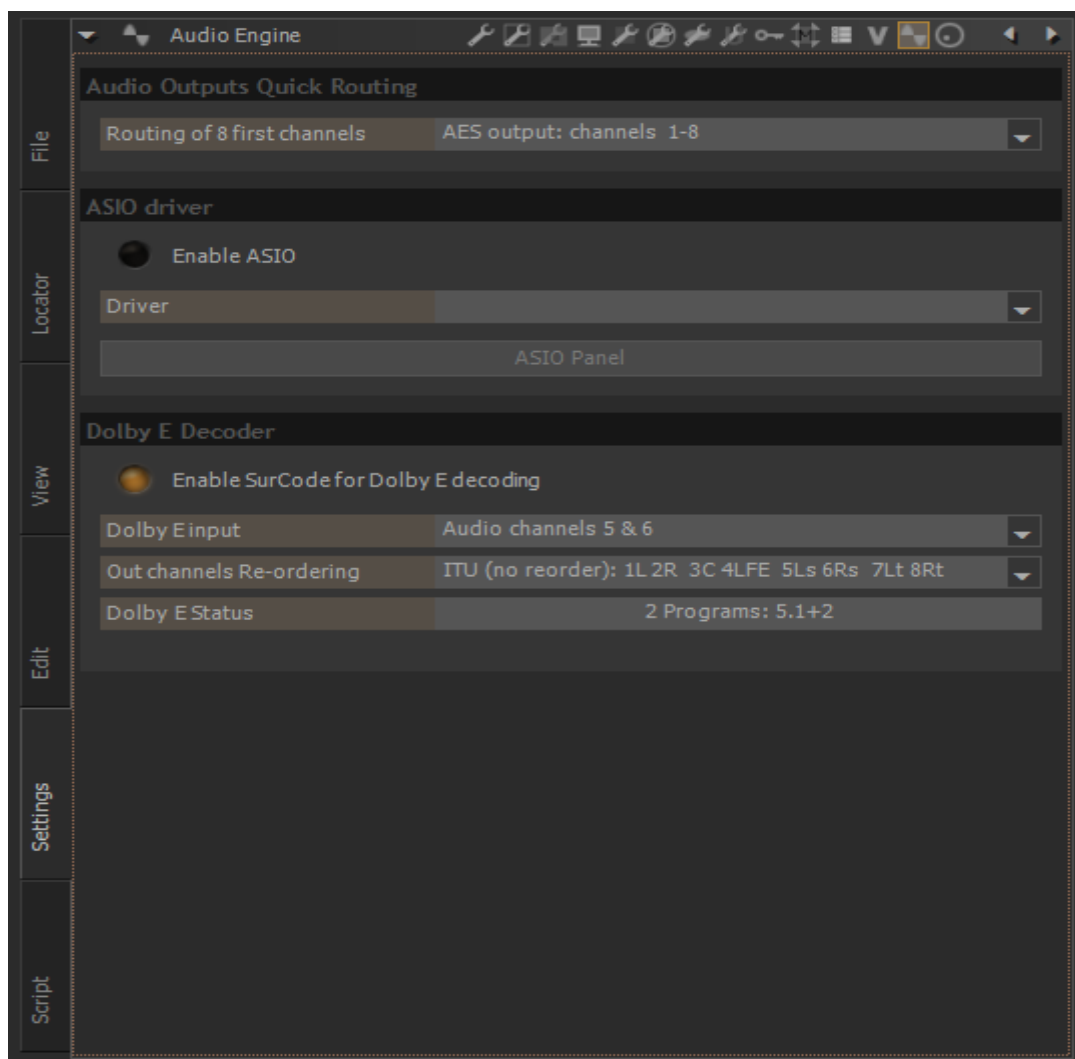 Audio Engine
Audio Outputs Quick Routing
Routing of 8 first channels AES output: channels 1-8
ASIO driver
Enable ASIO
Driver
ASIO Panel
Dolby E Decoder
Enable SurCode for Dolby E decoding
Dolby E input Audio channels 5 & 6
Out channels Re-ordering ITU (no reorder): 1L 2R 3C 4LFE 5Ls 6Rs 7Lt 8Rt
Dolby E Status 2 Programs: 5.1+2
File
Locator
View
Edit
Settings
Script